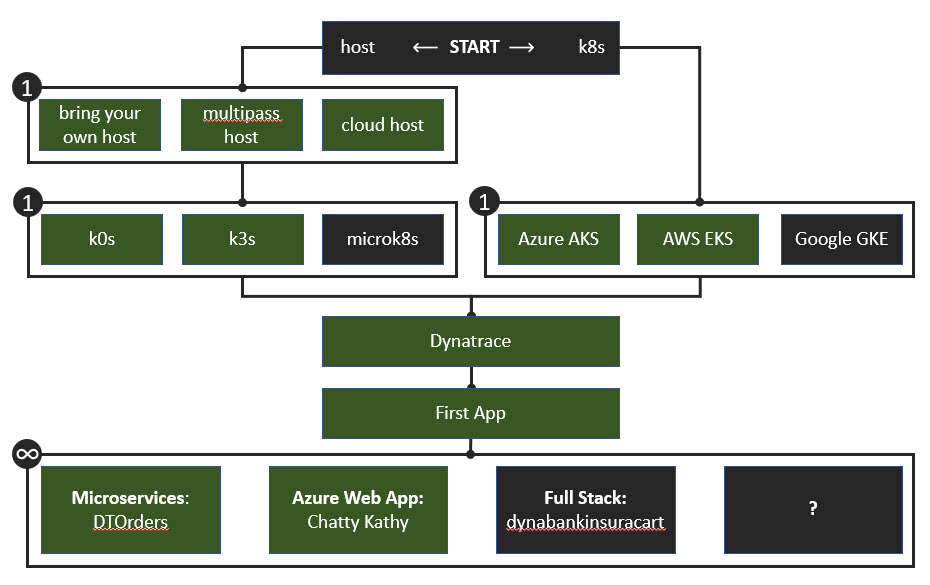 host ⟵ START ⟶ k8s
1
bring your
own host
multipass
host
cloud host
1
k0s
k3s
microk8s
1
Azure AKS
AWS EKS
Google GKE
Dynatrace
First App
∞
Microservices:
DTOrders
Azure Web App:
Chatty Kathy
Full Stack:
dynabankinsuracart
?